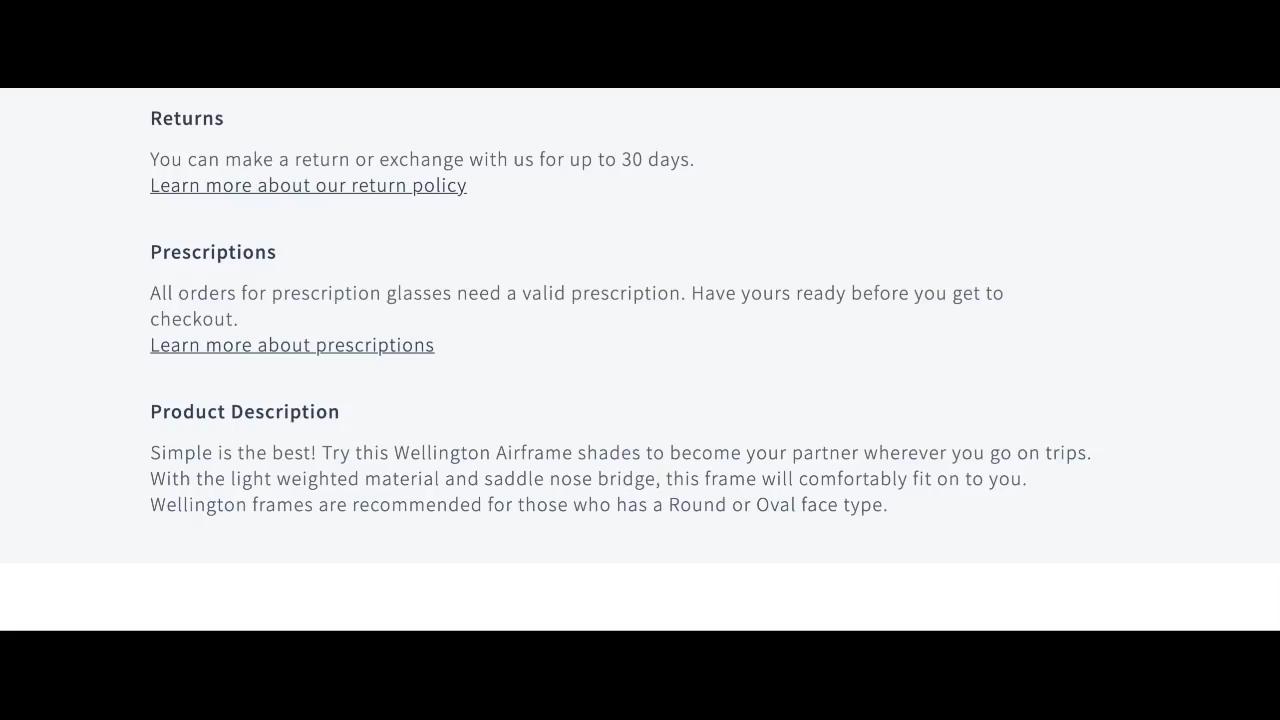 Returns
You can make a return or exchange with us for up to 30 days.
Learn more about our return policy
Prescriptions
All orders for prescription glasses need a valid prescription. Have yours ready before you get to
checkout.
Learn more about prescriptions
Product Description
Simple is the best! Try this Wellington Airframe shades to become your partner wherever you go on trips.
With the light weighted material and saddle nose bridge, this frame will comfortably fit on to you.
Wellington frames are recommended for those who has a Round or Oval face type.